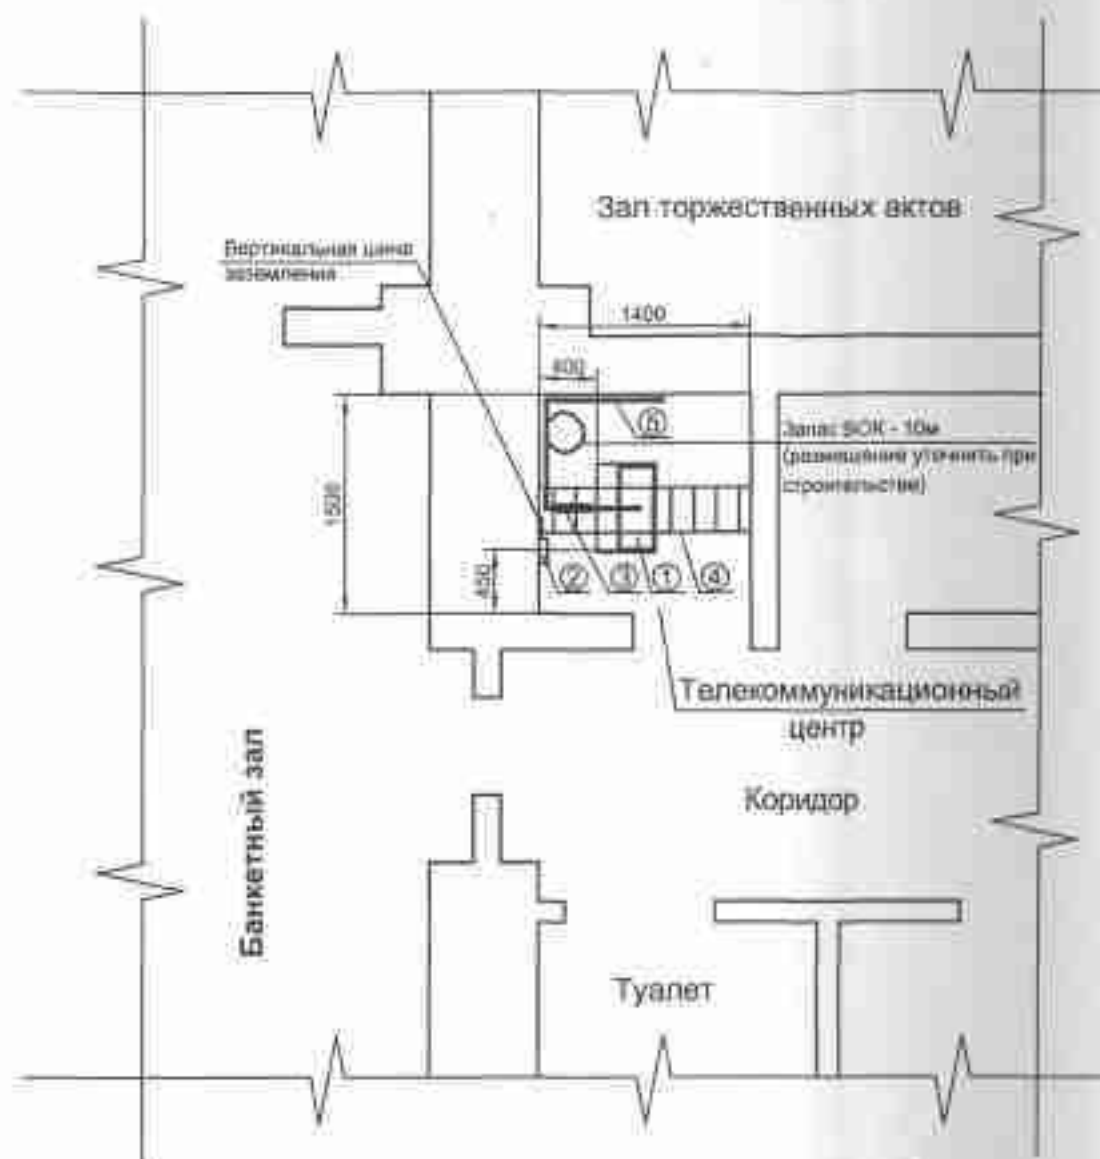 Зал торжественных актов
Вертикальная шина
заземления
1400
400
5
Запас ВОК - 10м
(размещение уточнить при
строительстве)
1500
450
2
3
1
4
Телекоммуникационный
центр
Коридор
Банкетный зал
Туалет